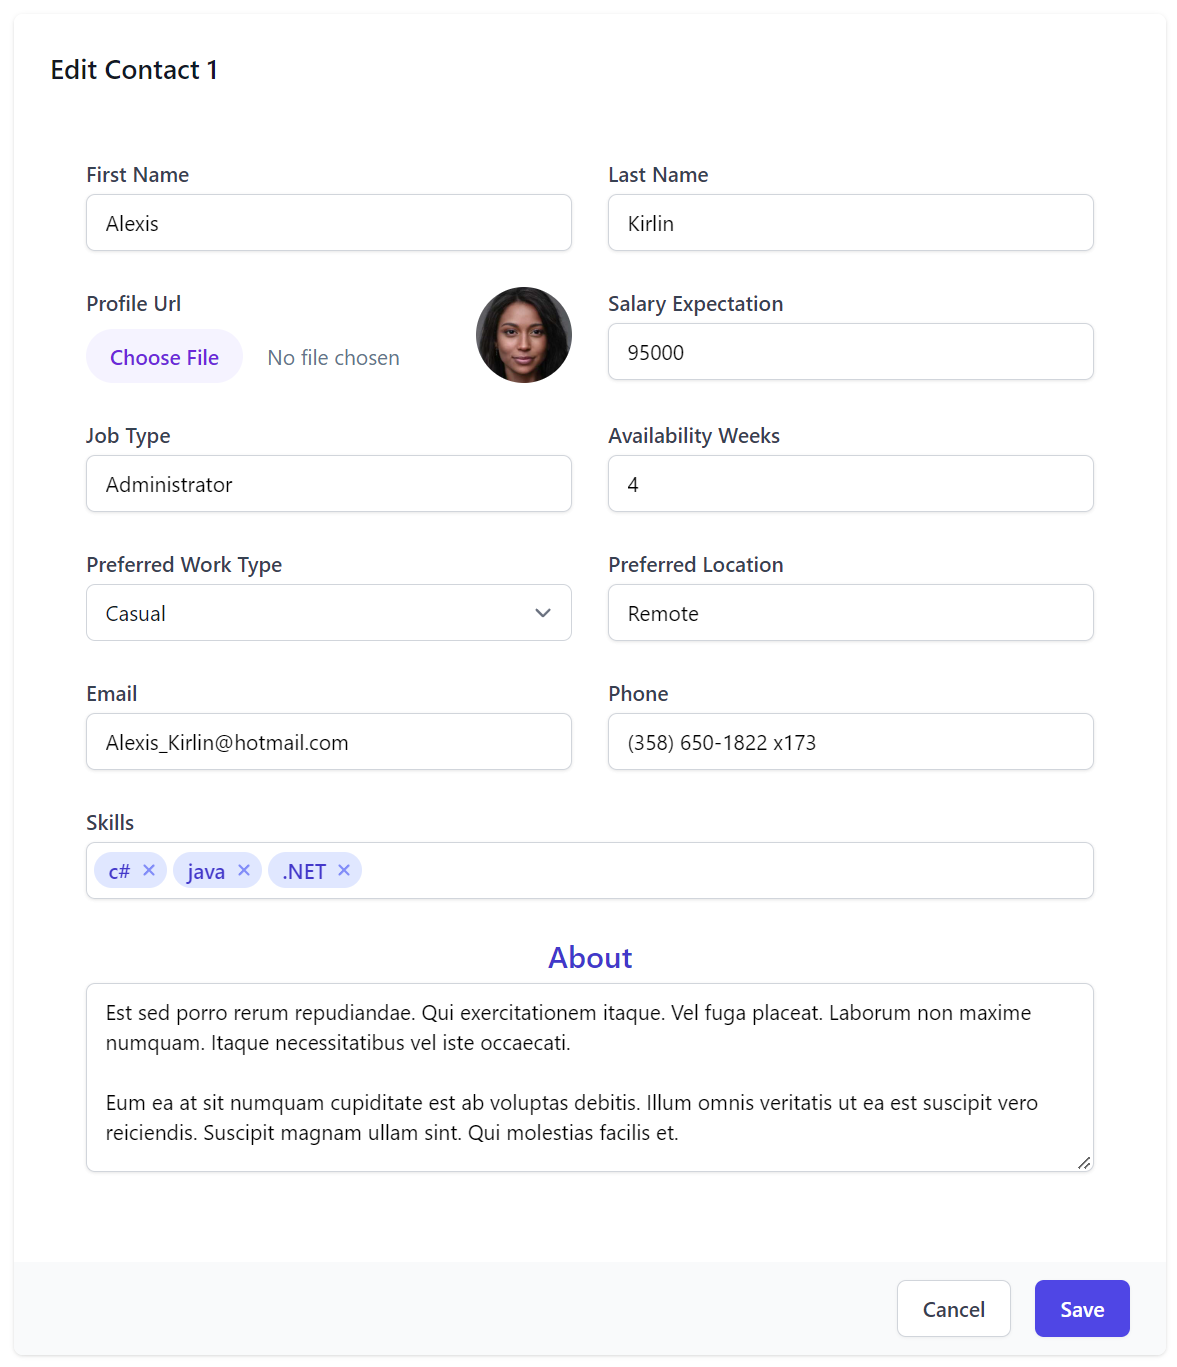 Edit Contact 1
First Name
Last Name
Alexis
Kirlin
Profile Url
Salary Expectation
Choose File
No file chosen
95000
Job Type
Availability Weeks
Administrator
4
Preferred Work Type
Preferred Location
Casual
Remote
Email
Phone
Alexis_Kirlin@hotmail.com
(358) 650-1822 x173
Skills
c# ✕ java ✕ .NET ✕
About
Est sed porro rerum repudiandae. Qui exercitationem itaque. Vel fuga placeat. Laborum non maxime
numquam. Itaque necessitatibus vel iste occaecati.
Eum ea at sit numquam cupiditate est ab voluptas debitis. Illum omnis veritatis ut ea est suscipit vero
reiciendis. Suscipit magnam ullam sint. Qui molestias facilis et.
Cancel
Save